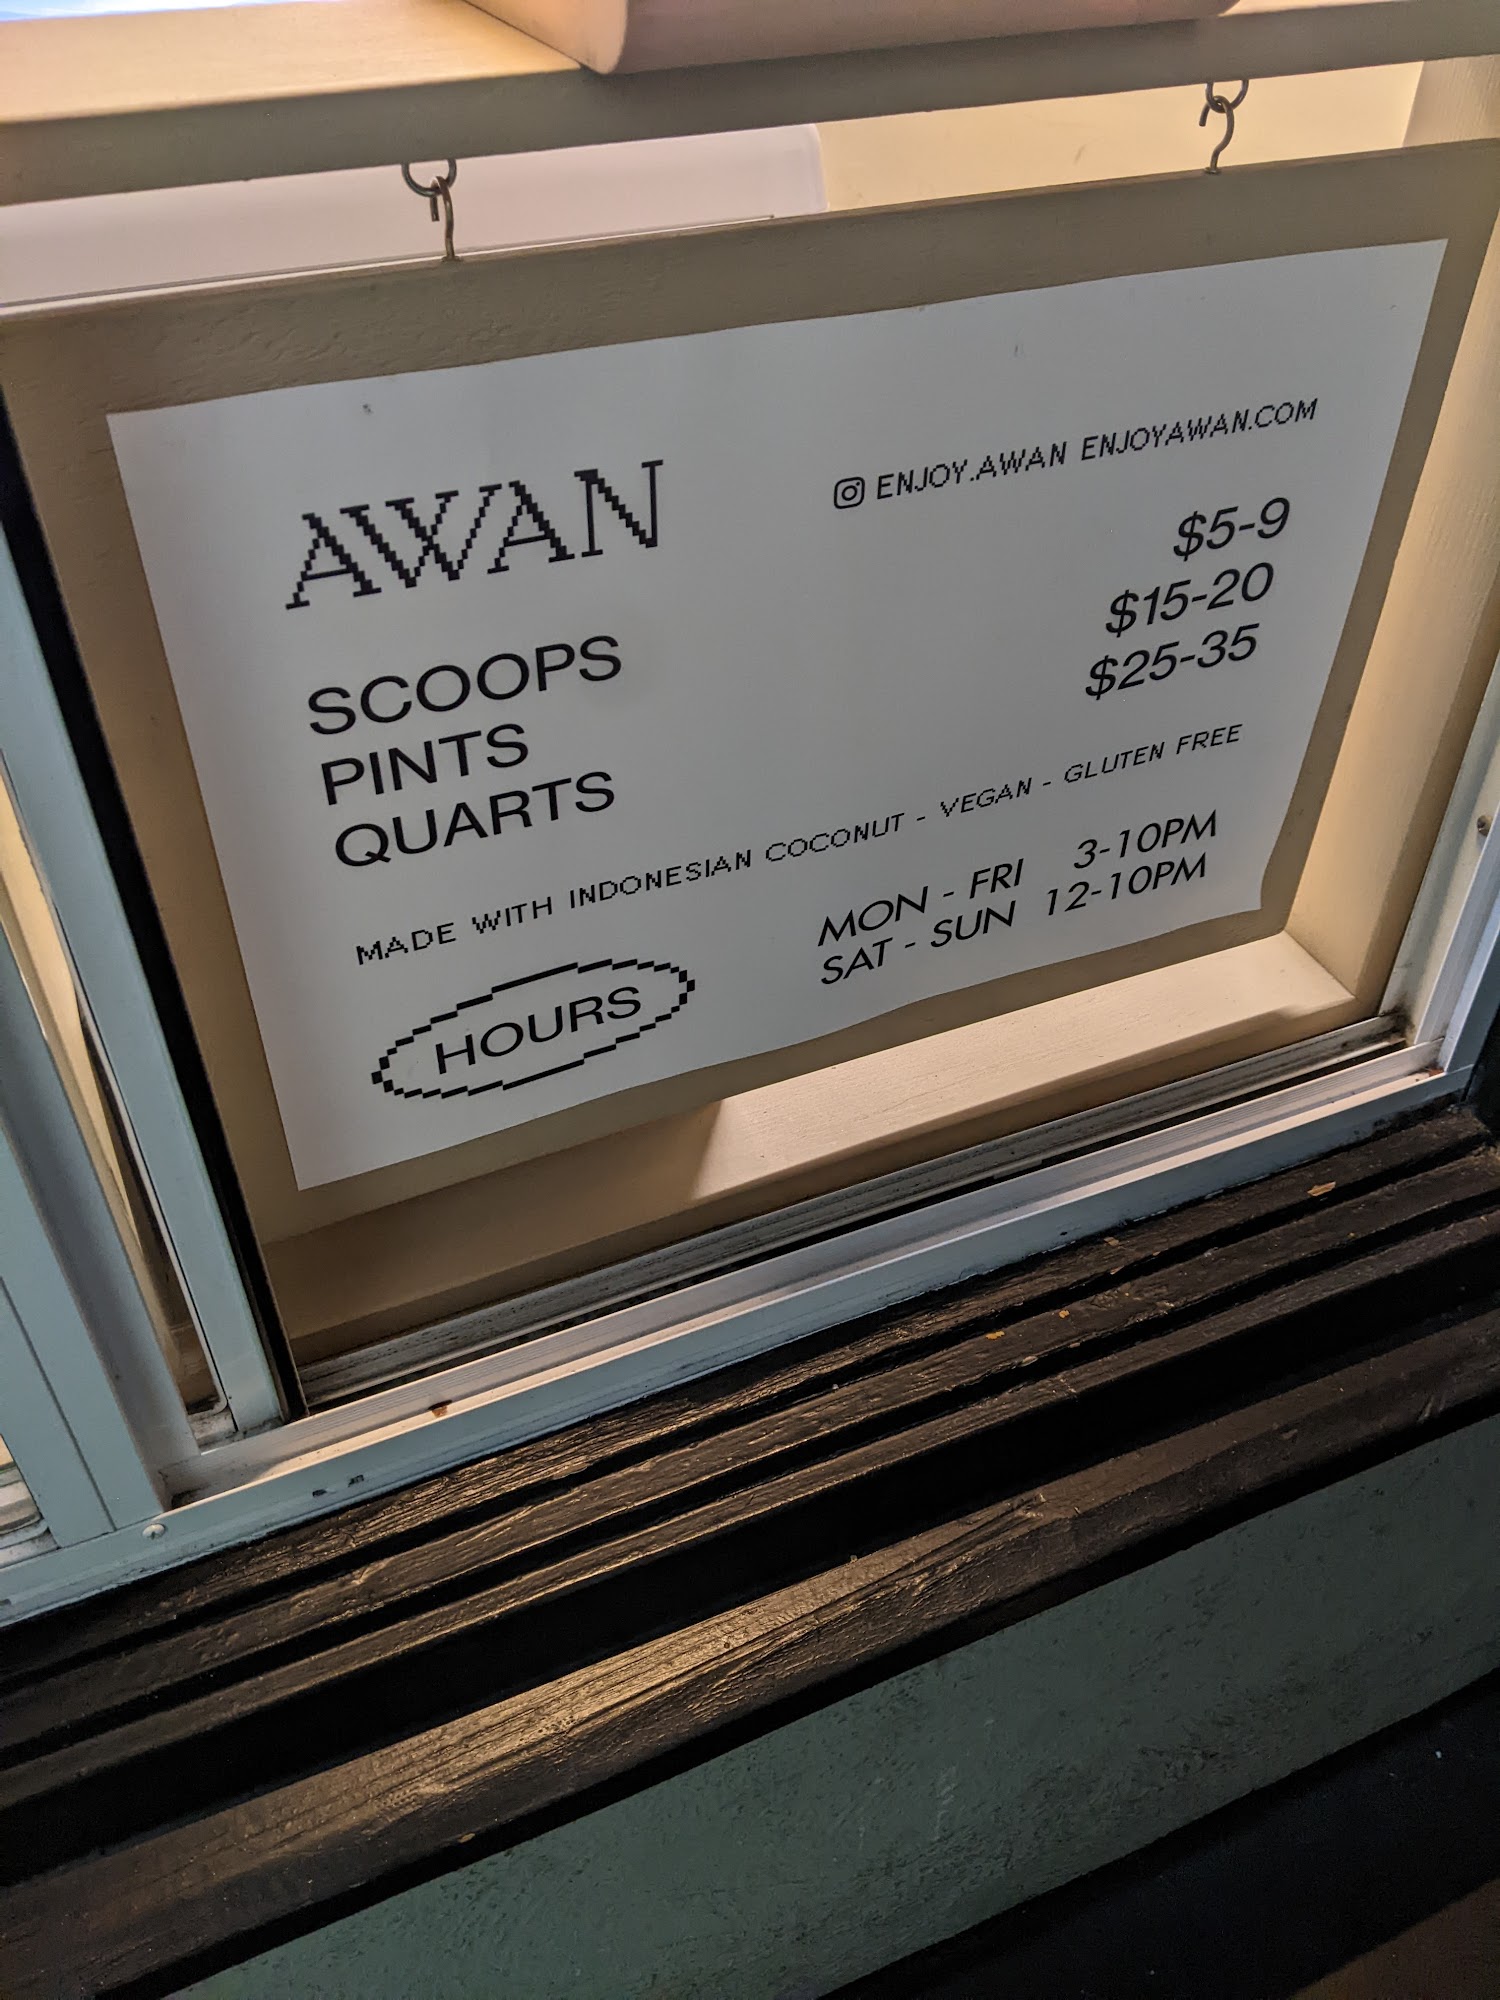 AWAN
ENJOY.AWAN ENJOYAWAN.COM
SCOOPS $5-9
PINTS $15-20
QUARTS $25-35
MADE WITH INDONESIAN COCONUT - VEGAN - GLUTEN FREE
HOURS
MON - FRI 3-10PM
SAT - SUN 12-10PM